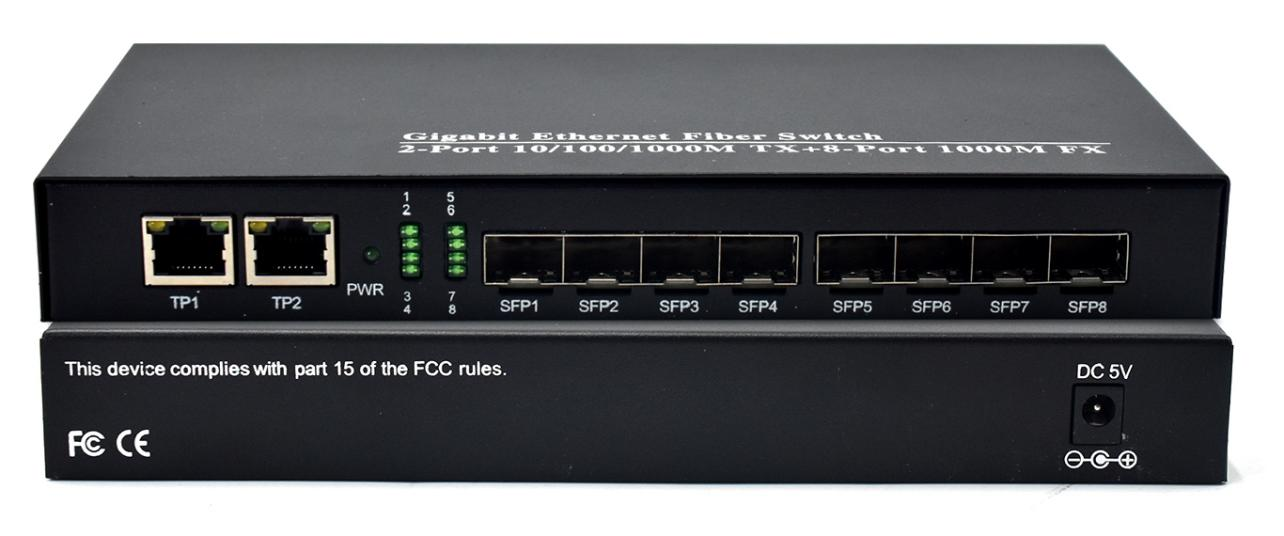 Gigabit Ethernet Fiber Switch
2-Port 10/100/1000M TX+8-Port 1000M FX
1 5
2 6
TP1 TP2 PWR
3 7
4 8
SFP1 SFP2 SFP3 SFP4 SFP5 SFP6 SFP7 SFP8
This device complies with part 15 of the FCC rules.
DC 5V
FC CE